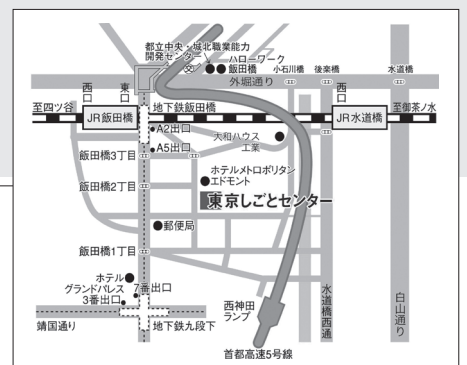 都立中央・城北職業能力
開発センター
ハローワーク
飯田橋
小石川橋
後楽橋
水道橋
外堀通り
西口
東口
西口
至四ツ谷
JR飯田橋
地下鉄飯田橋
JR水道橋
至御茶ノ水
A2出口
大和ハウス
工業
A5出口
飯田橋3丁目
ホテルメトロポリタン
エドモント
飯田橋2丁目
東京しごとセンター
郵便局
飯田橋1丁目
ホテル
グランドパレス
7番出口
3番出口
西神田
ランプ
水道橋西通
白山通り
靖国通り
地下鉄九段下
首都高速5号線